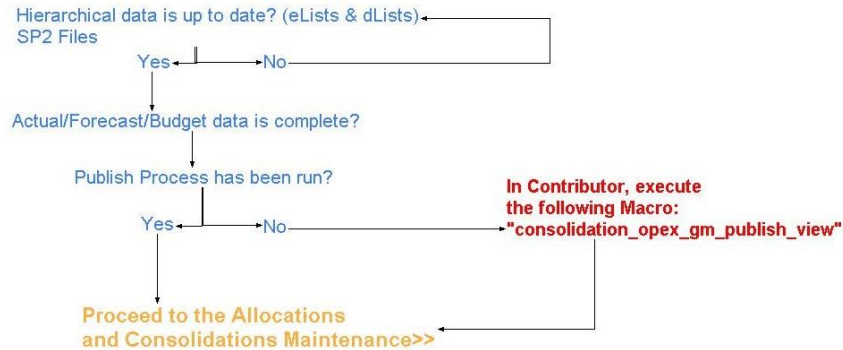 Hierarchical data is up to date? (eLists & dLists)
SP2 Files
Yes
No
Actual/Forecast/Budget data is complete?
Publish Process has been run?
Yes
No
In Contributor, execute
the following Macro:
"consolidation_opex_gm_publish_view"
Proceed to the Allocations
and Consolidations Maintenance>>